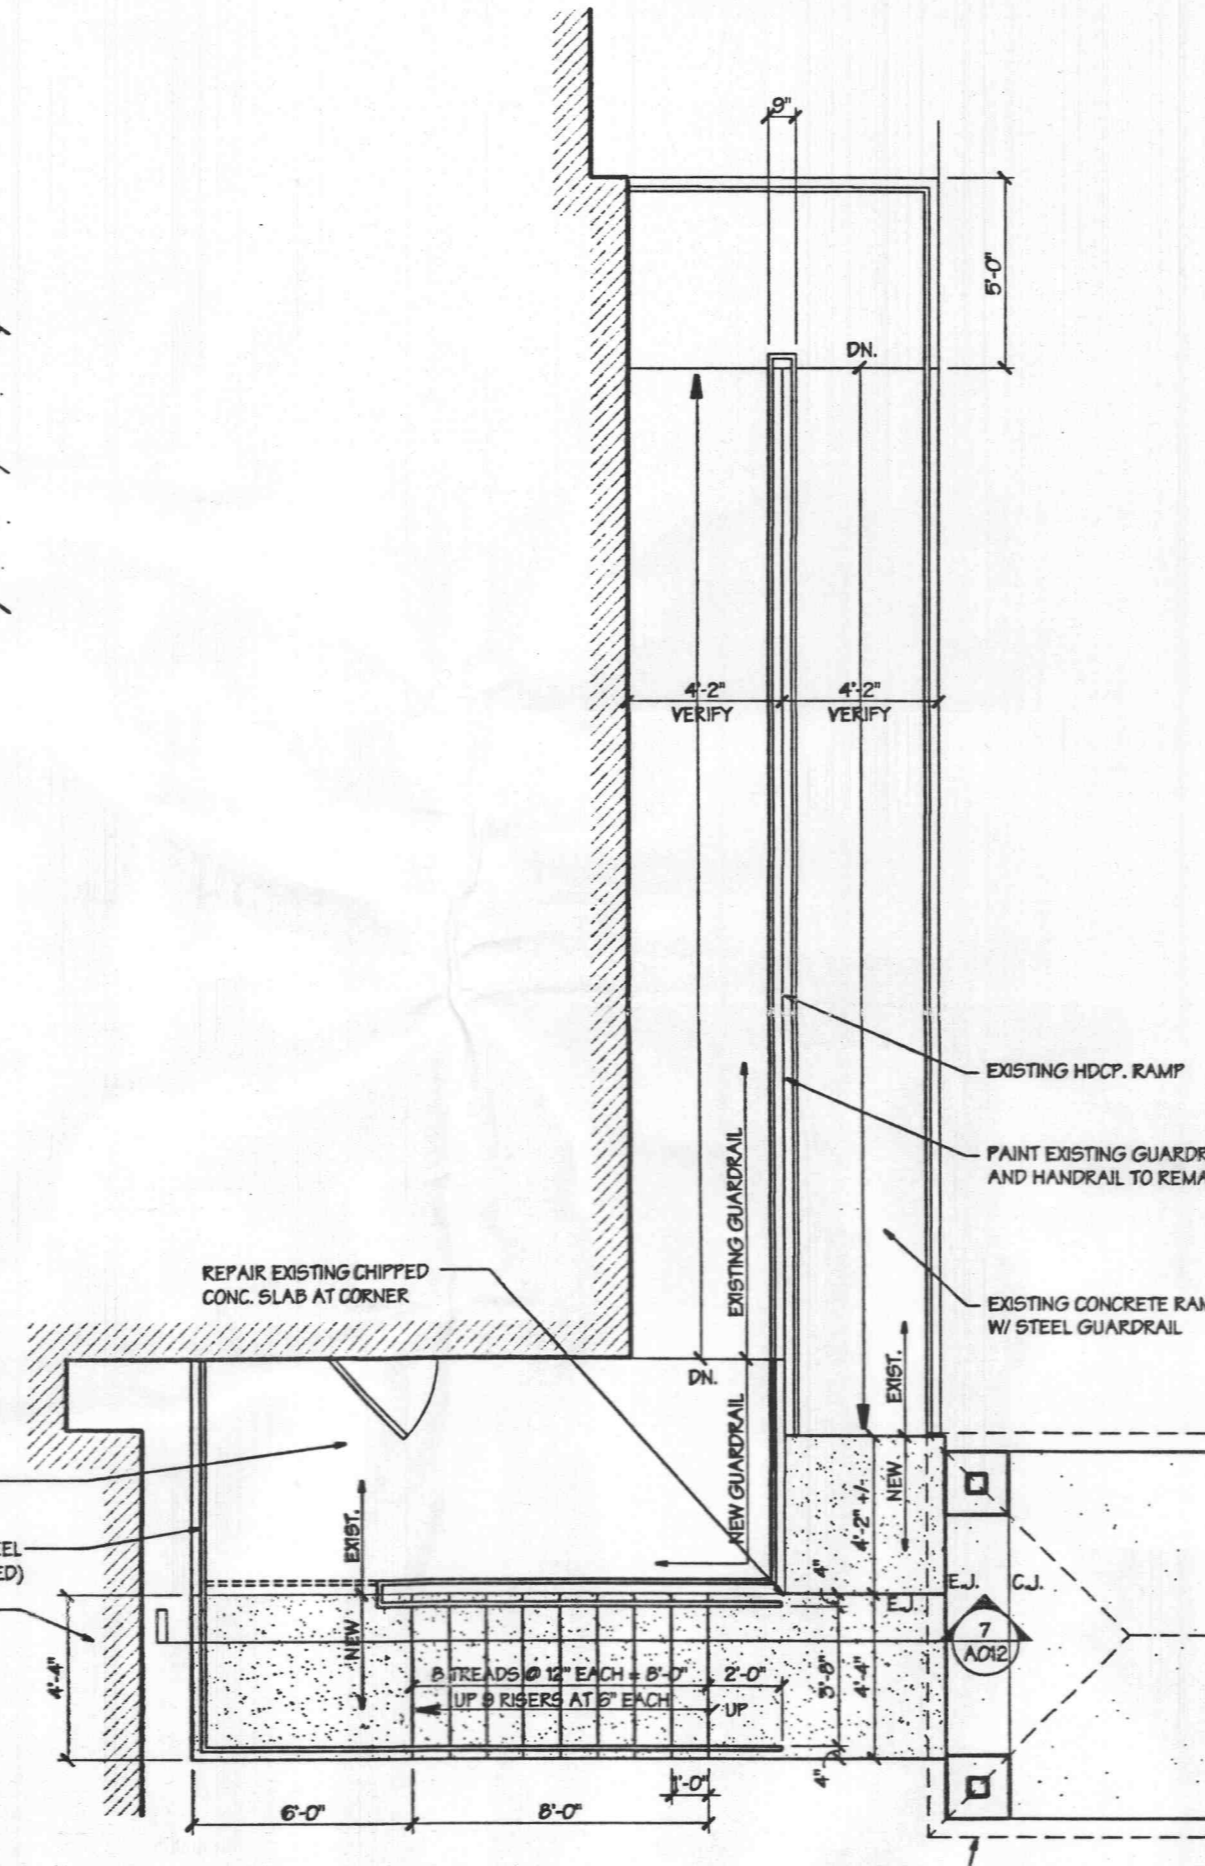 9"
5'-0"
DN.
4'-2"
VERIFY
4'-2"
VERIFY
EXISTING HDCP. RAMP
EXISTING GUARDRAIL
PAINT EXISTING GUARDR
AND HANDRAIL TO REMA
REPAIR EXISTING CHIPPED
CONC. SLAB AT CORNER
EXISTING CONCRETE RAM
W/ STEEL GUARDRAIL
EXIST.
DN.
NEW GUARDRAIL
NEW
4'-2" +/-
EXIST.
EEL
ED)
4"
E.J.
C.J.
E.J.
7
A012
NEW
4'-4"
8 TREADS @ 12" EACH = 8'-0"
2'-0"
UP 9 RISERS AT 6" EACH
UP
3'-8"
4'-4"
4"
1'-0"
6'-0"
8'-0"